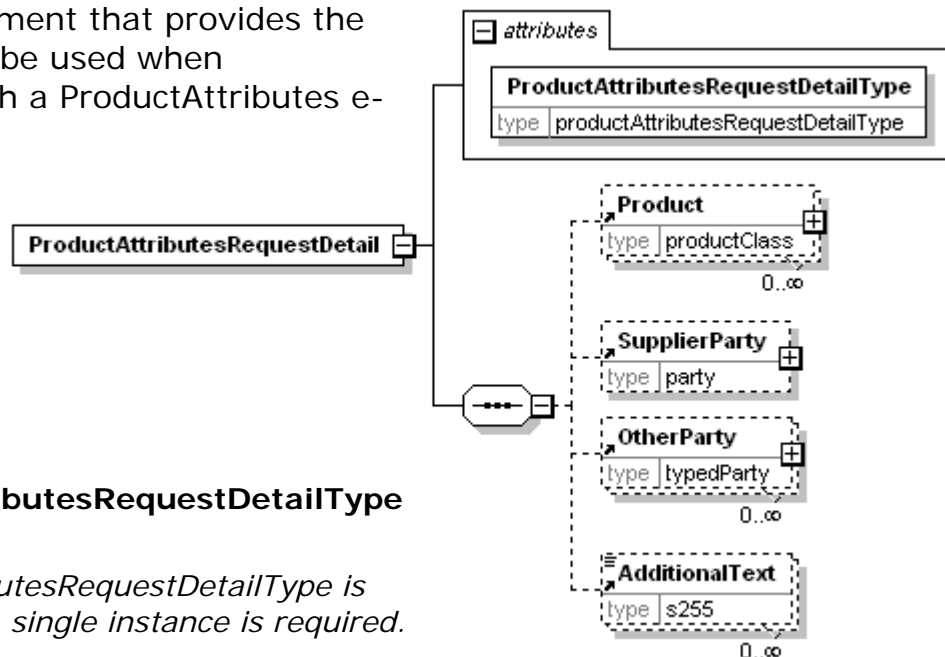 ment that provides the
be used when
h a ProductAttributes e-
ProductAttributesRequestDetail
butesRequestDetailType
utesRequestDetailType is
single instance is required.
attributes
ProductAttributesRequestDetailType
type productAttributesRequestDetailType
Product
type productClass
0..∞
SupplierParty
type party
OtherParty
type typedParty
0..∞
AdditionalText
type s255
0..∞